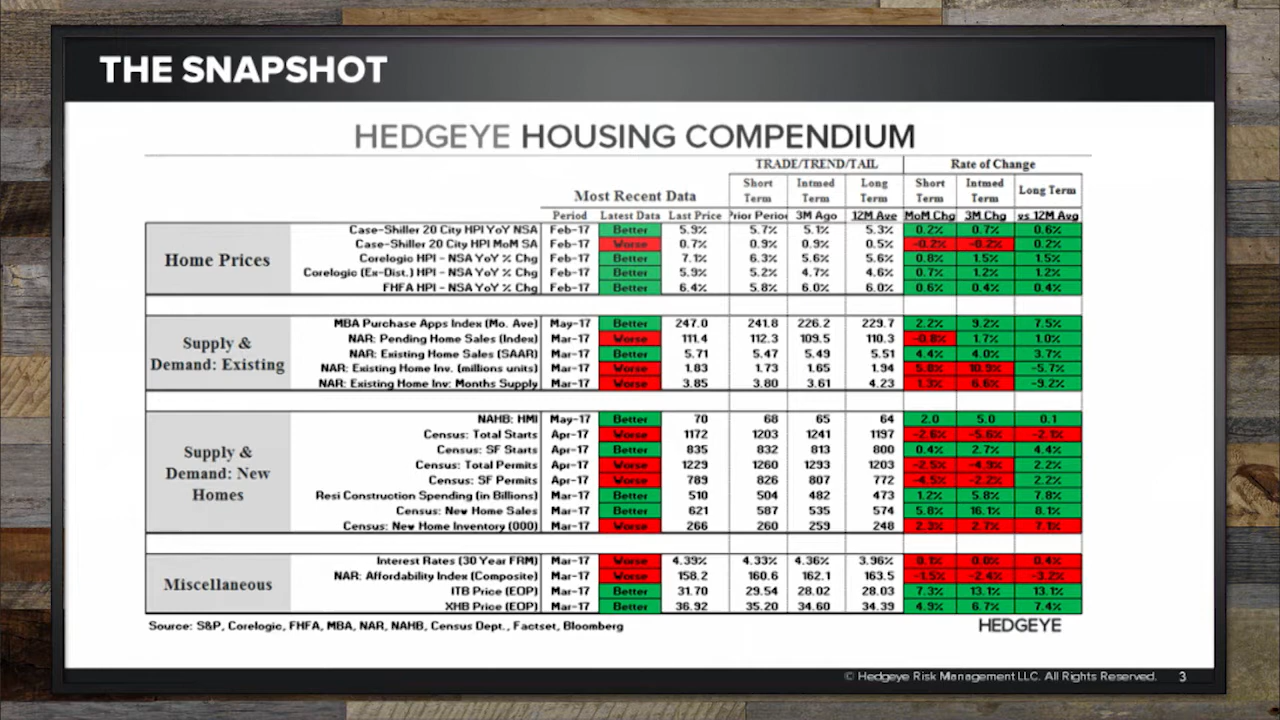 THE SNAPSHOT
HEDGEYE HOUSING COMPENDIUM
TRADE/TREND/TAIL Rate of Change
Most Recent Data Short Term Intmed Term Long Term Short Term Intmed Term Long Term
Period Latest Data Last Price Prior Period 3M Ago 12M Ave MoM Chg 3M Chg vs 12M Avg
Home Prices
Case-Shiller 20 City HPI YoY NSA Feb-17 Better 5.9% 5.7% 5.1% 5.3% 0.2% 0.7% 0.6%
Case-Shiller 20 City HPI MoM SA Feb-17 Worse 0.7% 0.9% 0.9% 0.5% -0.2% -0.2% 0.2%
Corelogic HPI - NSA YoY % Chg Feb-17 Better 7.1% 6.3% 5.6% 5.6% 0.8% 1.5% 1.5%
Corelogic (Ex-Dist.) HPI - NSA YoY % Chg Feb-17 Better 5.9% 5.2% 4.7% 4.6% 0.7% 1.2% 1.2%
FHFA HPI - NSA YoY % Chg Feb-17 Better 6.4% 5.8% 6.0% 6.0% 0.6% 0.4% 0.4%
Supply & Demand: Existing
MBA Purchase Apps Index (Mo. Ave) May-17 Better 247.0 241.8 226.2 229.7 2.2% 9.2% 7.5%
NAR: Pending Home Sales (Index) Mar-17 Worse 111.4 112.3 109.5 110.3 -0.8% 1.7% 1.0%
NAR: Existing Home Sales (SAAR) Mar-17 Better 5.71 5.47 5.49 5.51 4.4% 4.0% 3.7%
NAR: Existing Home Inv. (millions units) Mar-17 Worse 1.83 1.73 1.65 1.94 5.8% 10.9% -5.7%
NAR: Existing Home Inv: Months Supply Mar-17 Worse 3.85 3.80 3.61 4.23 1.3% 6.6% -9.2%
Supply & Demand: New Homes
NAHB: HMI May-17 Better 70 68 65 64 2.0 5.0 0.1
Census: Total Starts Apr-17 Worse 1172 1203 1241 1197 -2.6% -5.6% -2.1%
Census: SF Starts Apr-17 Better 835 832 813 800 0.4% 2.7% 4.4%
Census: Total Permits Apr-17 Worse 1229 1260 1293 1203 -2.5% -4.9% 2.2%
Census: SF Permits Apr-17 Worse 789 826 807 772 -4.5% -2.2% 2.2%
Resi Construction Spending (in Billions) Mar-17 Better 510 504 482 473 1.2% 5.8% 7.8%
Census: New Home Sales Mar-17 Better 621 587 535 574 5.8% 16.1% 8.1%
Census: New Home Inventory (000) Mar-17 Worse 266 260 259 248 2.3% 2.7% 7.1%
Miscellaneous
Interest Rates (30 Year FRM) Mar-17 Worse 4.39% 4.33% 4.36% 3.96% 0.1% 0.0% 0.4%
NAR: Affordability Index (Composite) Mar-17 Worse 158.2 160.6 162.1 163.5 -1.5% -2.4% -3.2%
ITB Price (EOP) Mar-17 Better 31.70 29.54 28.02 28.03 7.3% 13.1% 13.1%
XHB Price (EOP) Mar-17 Better 36.92 35.20 34.60 34.39 4.9% 6.7% 7.4%
Source: S&P, Corelogic, FHFA, MBA, NAR, NAHB, Census Dept., Factset, Bloomberg
HEDGEYE
© Hedgeye Risk Management LLC. All Rights Reserved. 3